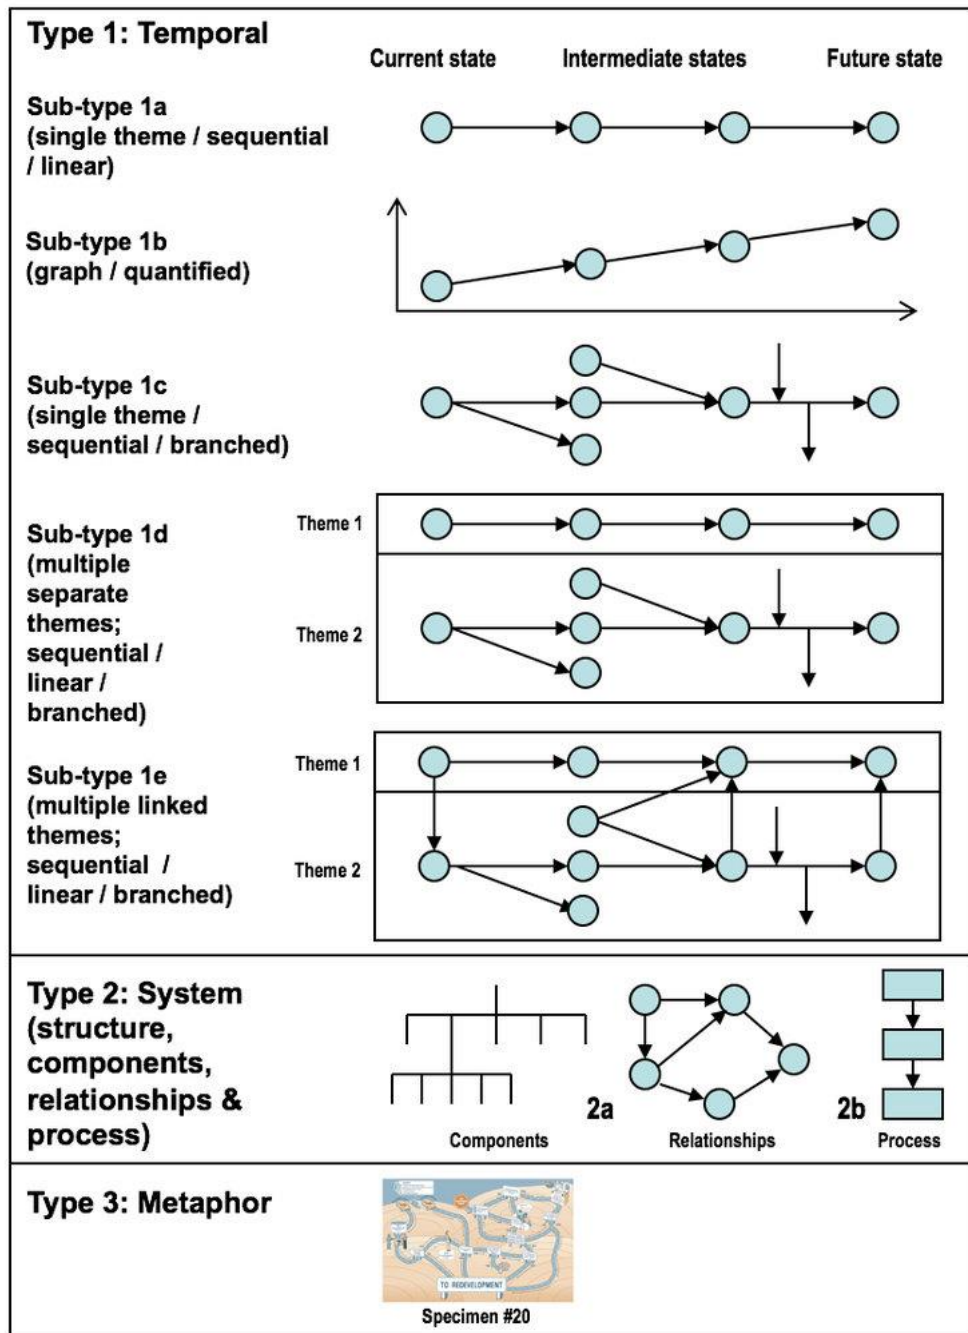 Type 1: Temporal
Current state
Intermediate states
Future state
Sub-type 1a
(single theme / sequential
/ linear)
Sub-type 1b
(graph / quantified)
Sub-type 1c
(single theme /
sequential / branched)
Sub-type 1d
(multiple
separate
themes;
sequential /
linear /
branched)
Theme 1
Theme 2
Sub-type 1e
(multiple linked
themes;
sequential /
linear / branched)
Theme 1
Theme 2
Type 2: System
(structure,
components,
relationships &
process)
2a
2b
Components
Relationships
Process
Type 3: Metaphor
TO REDEVELOPMENT
Specimen #20